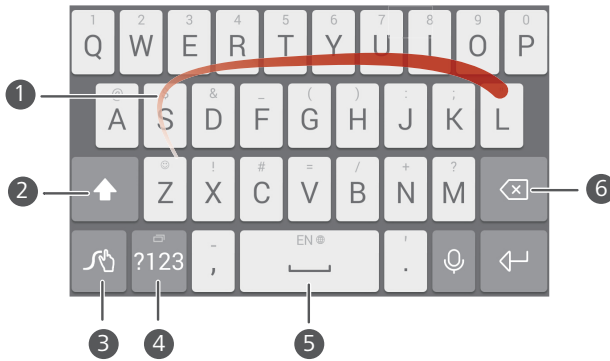 1 2 3 4 5 6 7 8 9 0
Q W E R T Y U I O P
1
@ & _ ( ) : ;
A S D F G H J K L
☺ ! # = / + ?
2 Z X C V B N M 6
_ EN '
?123 , .
3 4 5